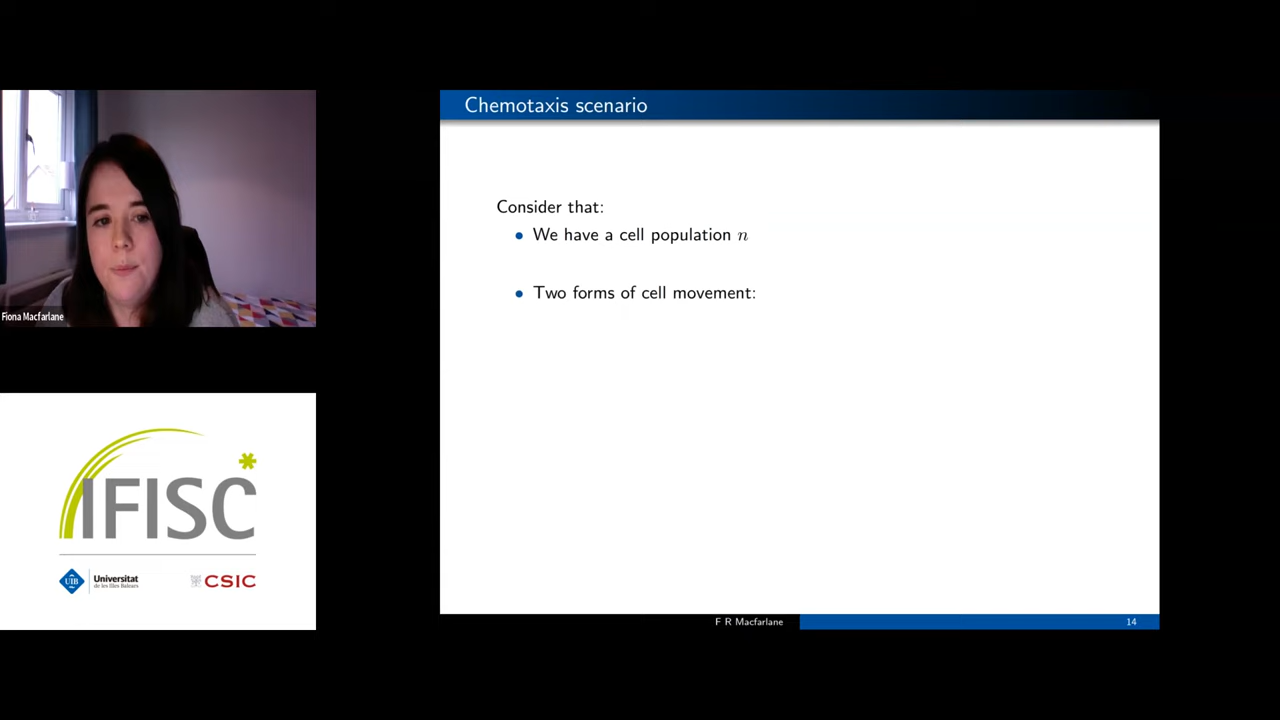 Chemotaxis scenario
Consider that:
• We have a cell population n
• Two forms of cell movement:
Fiona Macfarlane
IFISC
UIB Universitat
de les Illes Balears
CSIC
F R Macfarlane
14